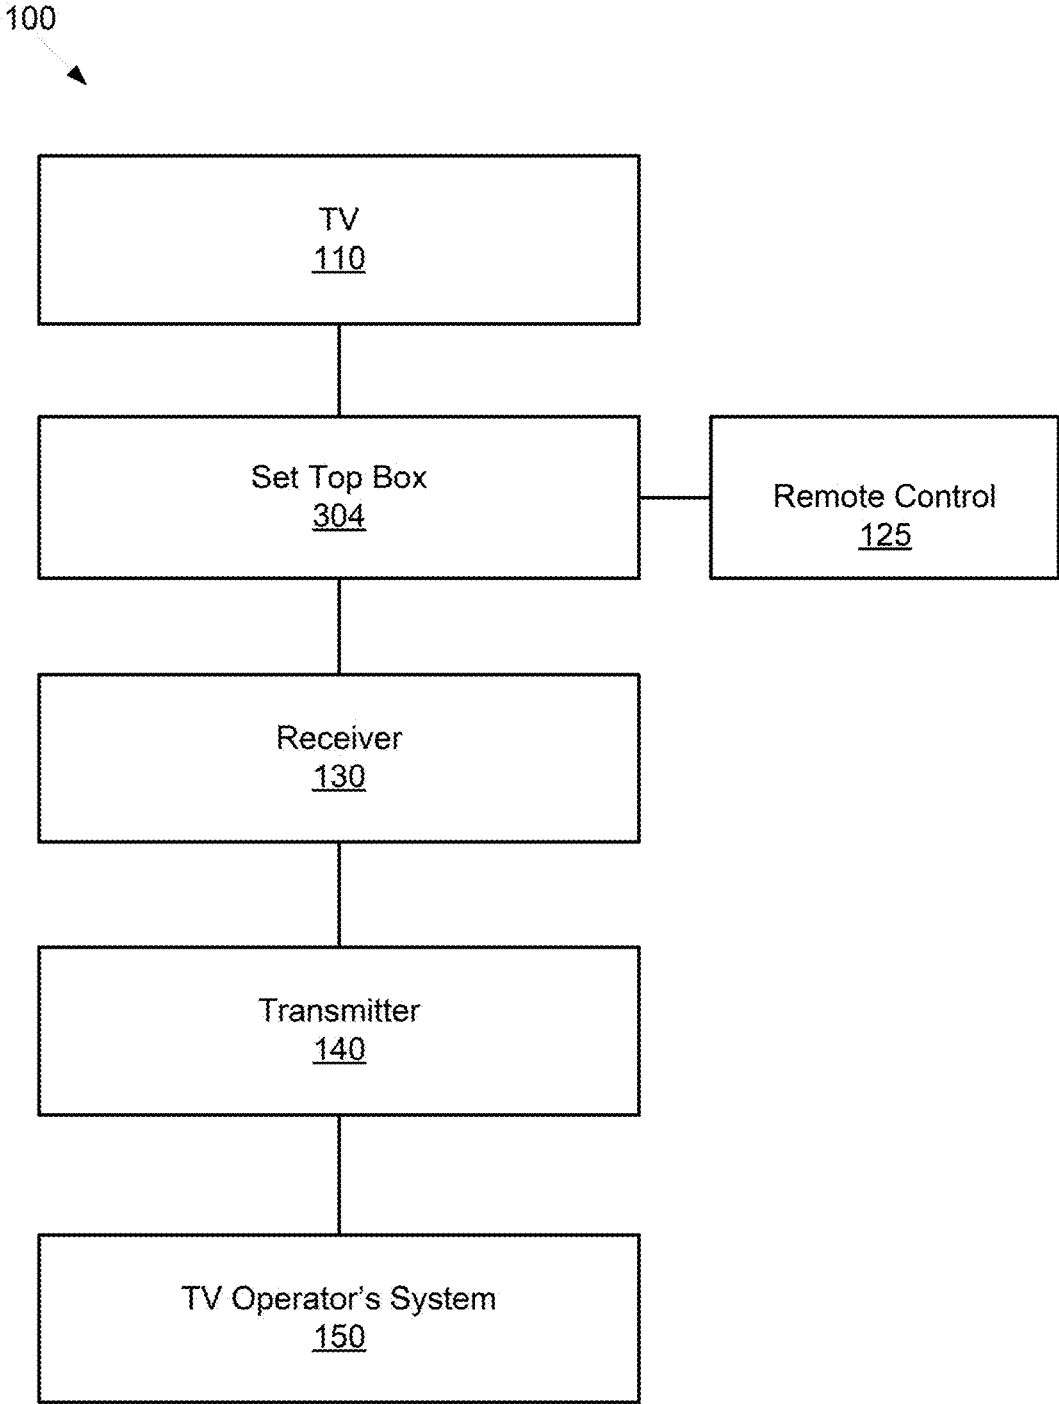 100
TV
110
Set Top Box
304
Remote Control
125
Receiver
130
Transmitter
140
TV Operator's System
150